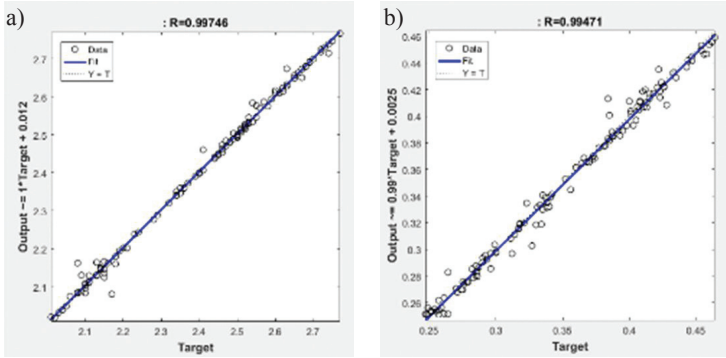 a)
: R=0.99746
Data
Fit
Y = T
Output ~= 1*Target + 0.012
2.7
2.6
2.5
2.4
2.3
2.2
2.1
2.1 2.2 2.3 2.4 2.5 2.6 2.7
Target
b)
: R=0.99471
Data
Fit
Y = T
Output ~= 0.99*Target + 0.0025
0.46
0.44
0.42
0.4
0.38
0.36
0.34
0.32
0.3
0.28
0.26
0.25 0.3 0.35 0.4 0.45
Target